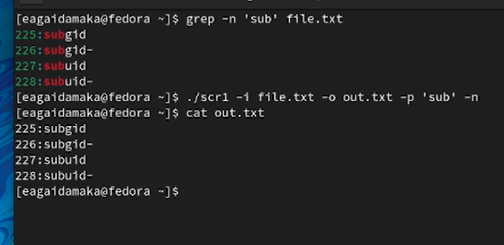 [eagaidamaka@fedora ~]$ grep -n 'sub' file.txt
225:subgid
226:subgid-
227:subuid
228:subuid-
[eagaidamaka@fedora ~]$ ./scr1 -i file.txt -o out.txt -p 'sub' -n
[eagaidamaka@fedora ~]$ cat out.txt
225:subgid
226:subgid-
227:subuid
228:subuid-
[eagaidamaka@fedora ~]$